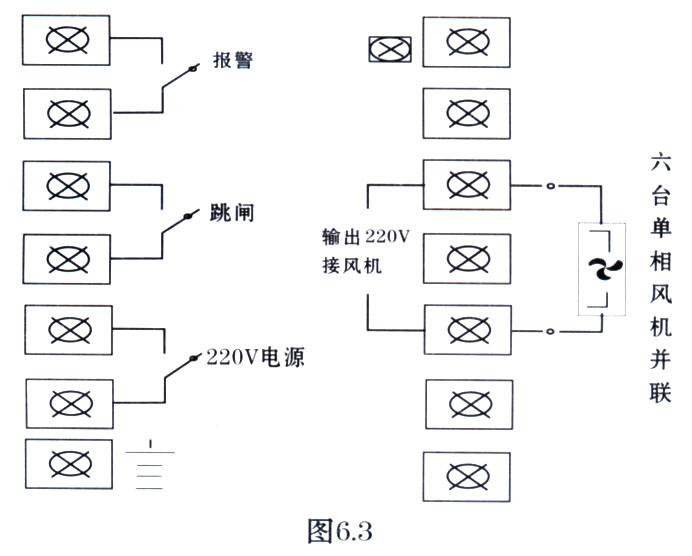 报警
跳闸
220V电源
输出220V
接风机
六台单相风机并联
图6.3